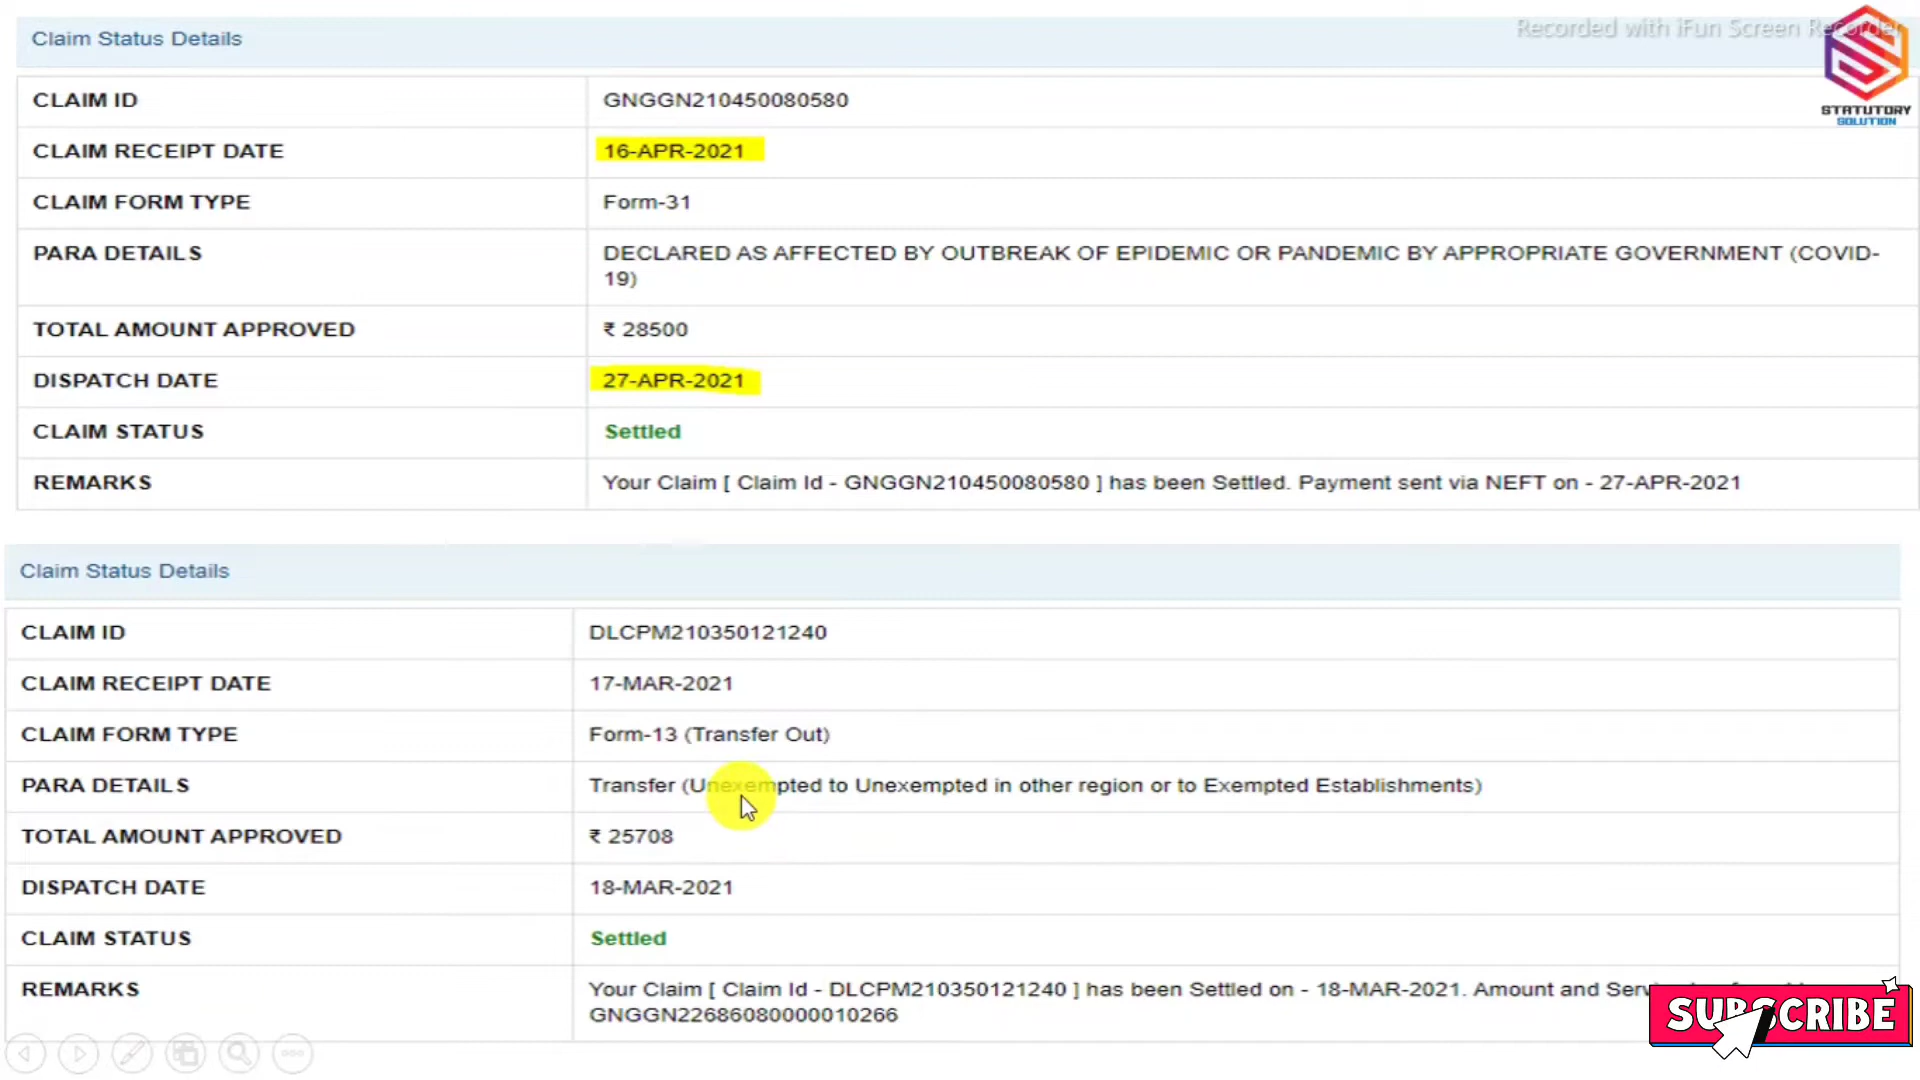 Recorded with iFun Screen Recorder
STATUTORY
SOLUTION
Claim Status Details
CLAIM ID GNGGN210450080580
CLAIM RECEIPT DATE 16-APR-2021
CLAIM FORM TYPE Form-31
PARA DETAILS DECLARED AS AFFECTED BY OUTBREAK OF EPIDEMIC OR PANDEMIC BY APPROPRIATE GOVERNMENT (COVID-
19)
TOTAL AMOUNT APPROVED ₹ 28500
DISPATCH DATE 27-APR-2021
CLAIM STATUS Settled
REMARKS Your Claim [ Claim Id - GNGGN210450080580 ] has been Settled. Payment sent via NEFT on - 27-APR-2021
Claim Status Details
CLAIM ID DLCPM210350121240
CLAIM RECEIPT DATE 17-MAR-2021
CLAIM FORM TYPE Form-13 (Transfer Out)
PARA DETAILS Transfer (Unexempted to Unexempted in other region or to Exempted Establishments)
TOTAL AMOUNT APPROVED ₹ 25708
DISPATCH DATE 18-MAR-2021
CLAIM STATUS Settled
REMARKS Your Claim [ Claim Id - DLCPM210350121240 ] has been Settled on - 18-MAR-2021. Amount and
GNGGN22686080000010266
SUBSCRIBE